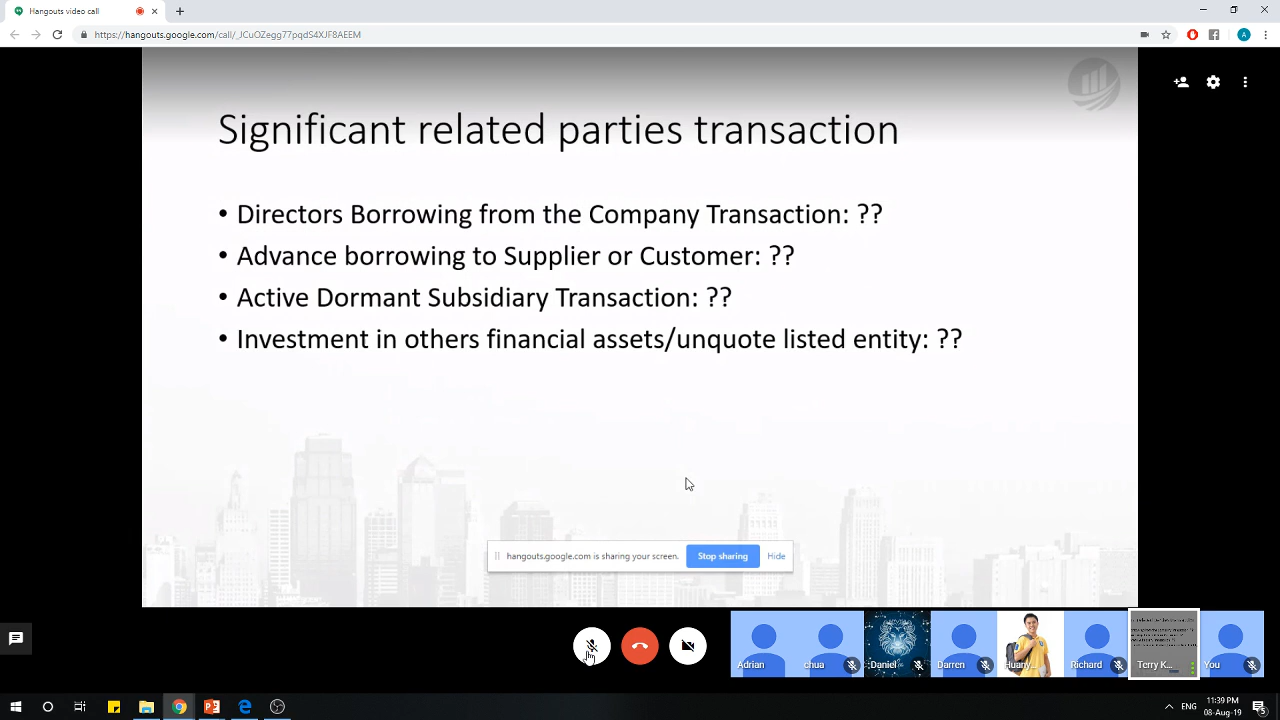 Hangouts video call
https://hangouts.google.com/call/_JCuOZegg77pqdS4XJF8AEEM
A
Significant related parties transaction
• Directors Borrowing from the Company Transaction: ??
• Advance borrowing to Supplier or Customer: ??
• Active Dormant Subsidiary Transaction: ??
• Investment in others financial assets/unquote listed entity: ??
hangouts.google.com is sharing your screen. Stop sharing Hide
Adrian chua Daniel Darren Huany... Richard Terry K... You
ENG
11:39 PM
08-Aug-19